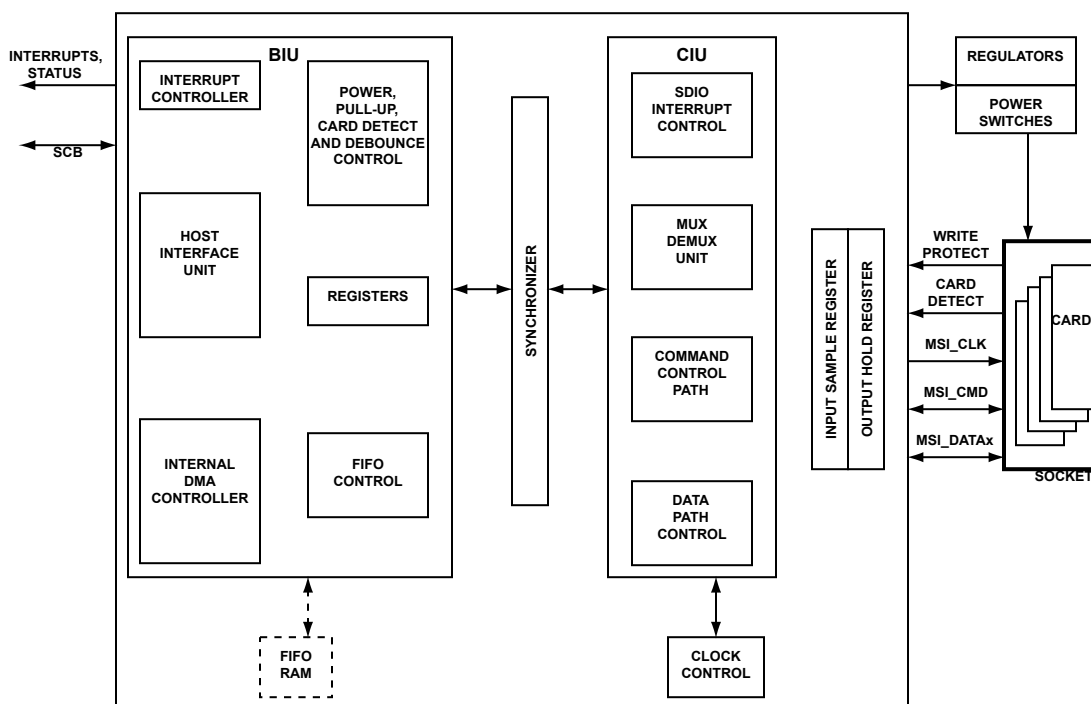 INTERRUPTS,
STATUS
SCB
BIU
INTERRUPT
CONTROLLER
POWER,
PULL-UP,
CARD DETECT
AND DEBOUNCE
CONTROL
HOST
INTERFACE
UNIT
REGISTERS
INTERNAL
DMA
CONTROLLER
FIFO
CONTROL
FIFO
RAM
SYNCHRONIZER
CIU
SDIO
INTERRUPT
CONTROL
MUX
DEMUX
UNIT
COMMAND
CONTROL
PATH
DATA
PATH
CONTROL
CLOCK
CONTROL
INPUT SAMPLE REGISTER
OUTPUT HOLD REGISTER
REGULATORS
POWER
SWITCHES
WRITE
PROTECT
CARD
DETECT
MSI_CLK
MSI_CMD
MSI_DATAx
CARD
SOCKET